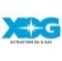 XOG
EXTRACTION OIL & GAS